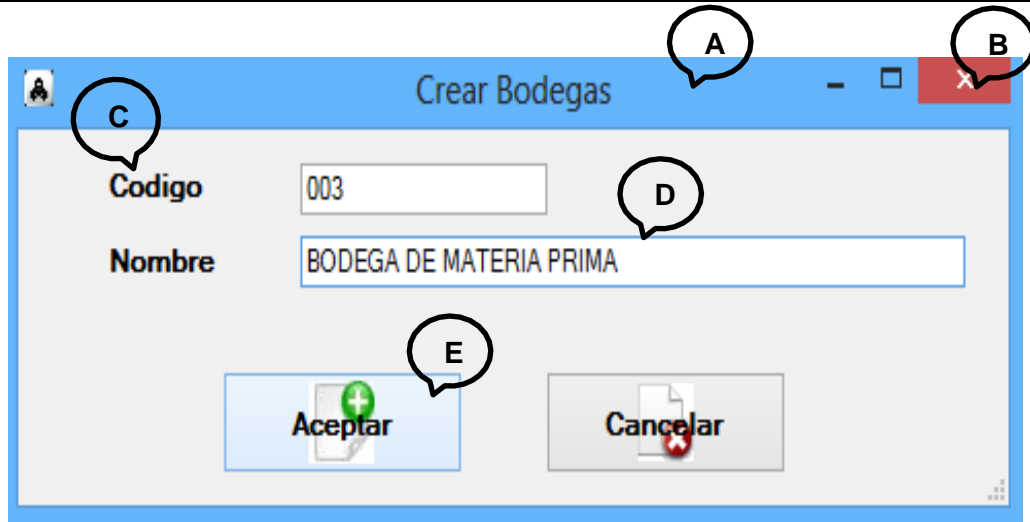 A
B
Crear Bodegas
x
C
Codigo
003
D
Nombre
BODEGA DE MATERIA PRIMA
E
Aceptar
Cancelar